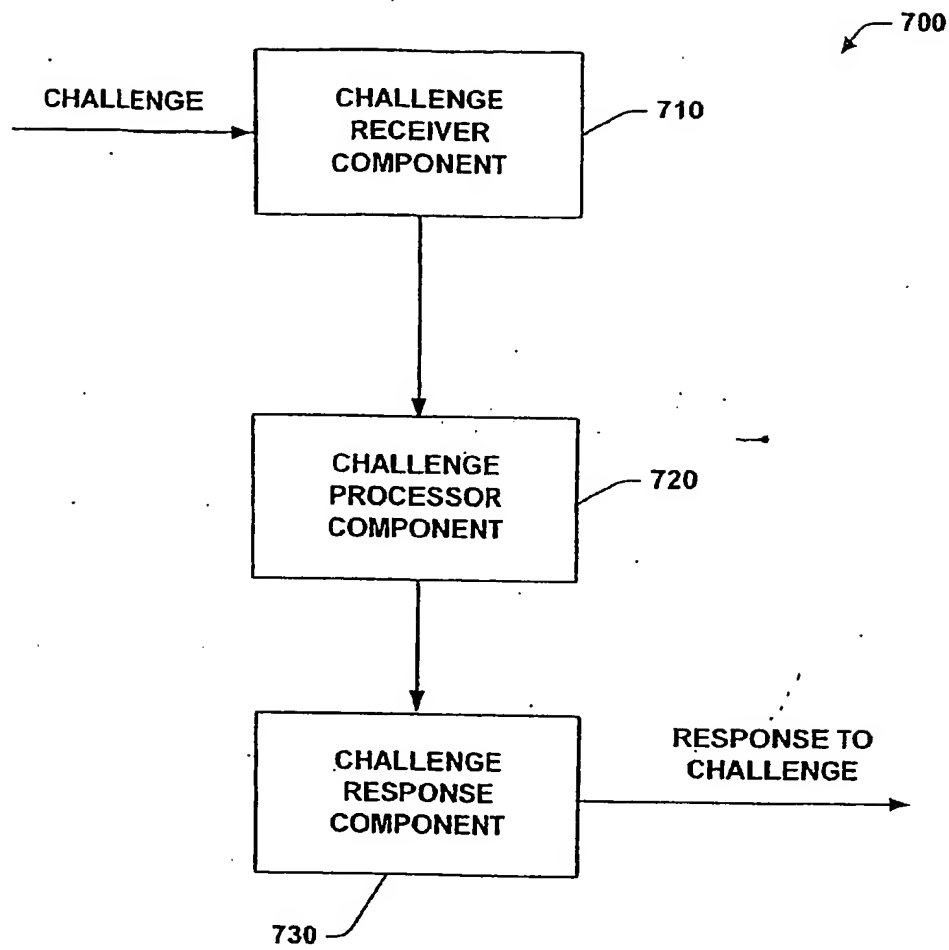 700
CHALLENGE
CHALLENGE
RECEIVER
COMPONENT
710
CHALLENGE
PROCESSOR
COMPONENT
720
CHALLENGE
RESPONSE
COMPONENT
RESPONSE TO
CHALLENGE
730